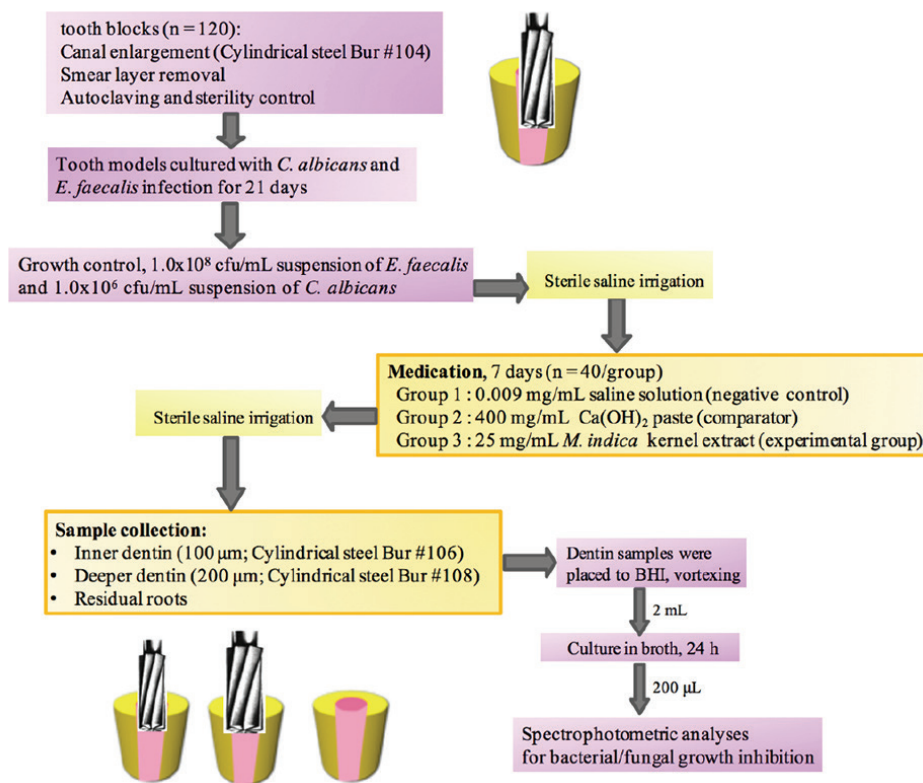 tooth blocks (n = 120):
Canal enlargement (Cylindrical steel Bur #104)
Smear layer removal
Autoclaving and sterility control
Tooth models cultured with C. albicans and
E. faecalis infection for 21 days
Growth control, 1.0x10⁸ cfu/mL suspension of E. faecalis
and 1.0x10⁶ cfu/mL suspension of C. albicans
Sterile saline irrigation
Medication, 7 days (n = 40/group)
Group 1 : 0.009 mg/mL saline solution (negative control)
Group 2 : 400 mg/mL Ca(OH)₂ paste (comparator)
Group 3 : 25 mg/mL M. indica kernel extract (experimental group)
Sterile saline irrigation
Sample collection:
• Inner dentin (100 μm; Cylindrical steel Bur #106)
• Deeper dentin (200 μm; Cylindrical steel Bur #108)
• Residual roots
Dentin samples were
placed to BHI, vortexing
2 mL
Culture in broth, 24 h
200 μL
Spectrophotometric analyses
for bacterial/fungal growth inhibition